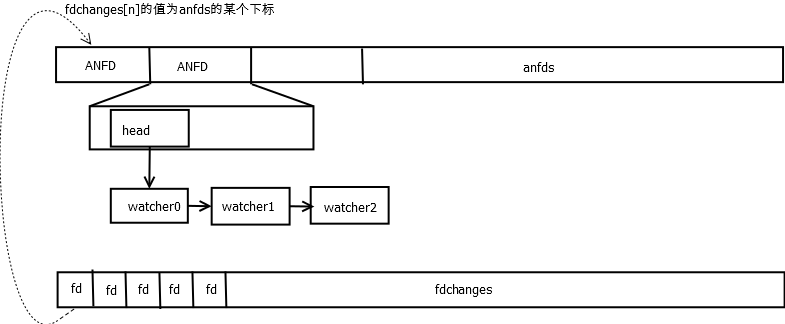 fdchanges[n]的值为anfds的某个下标
ANFD ANFD anfds
head
watcher0 watcher1 watcher2
fd fd fd fd fd fdchanges